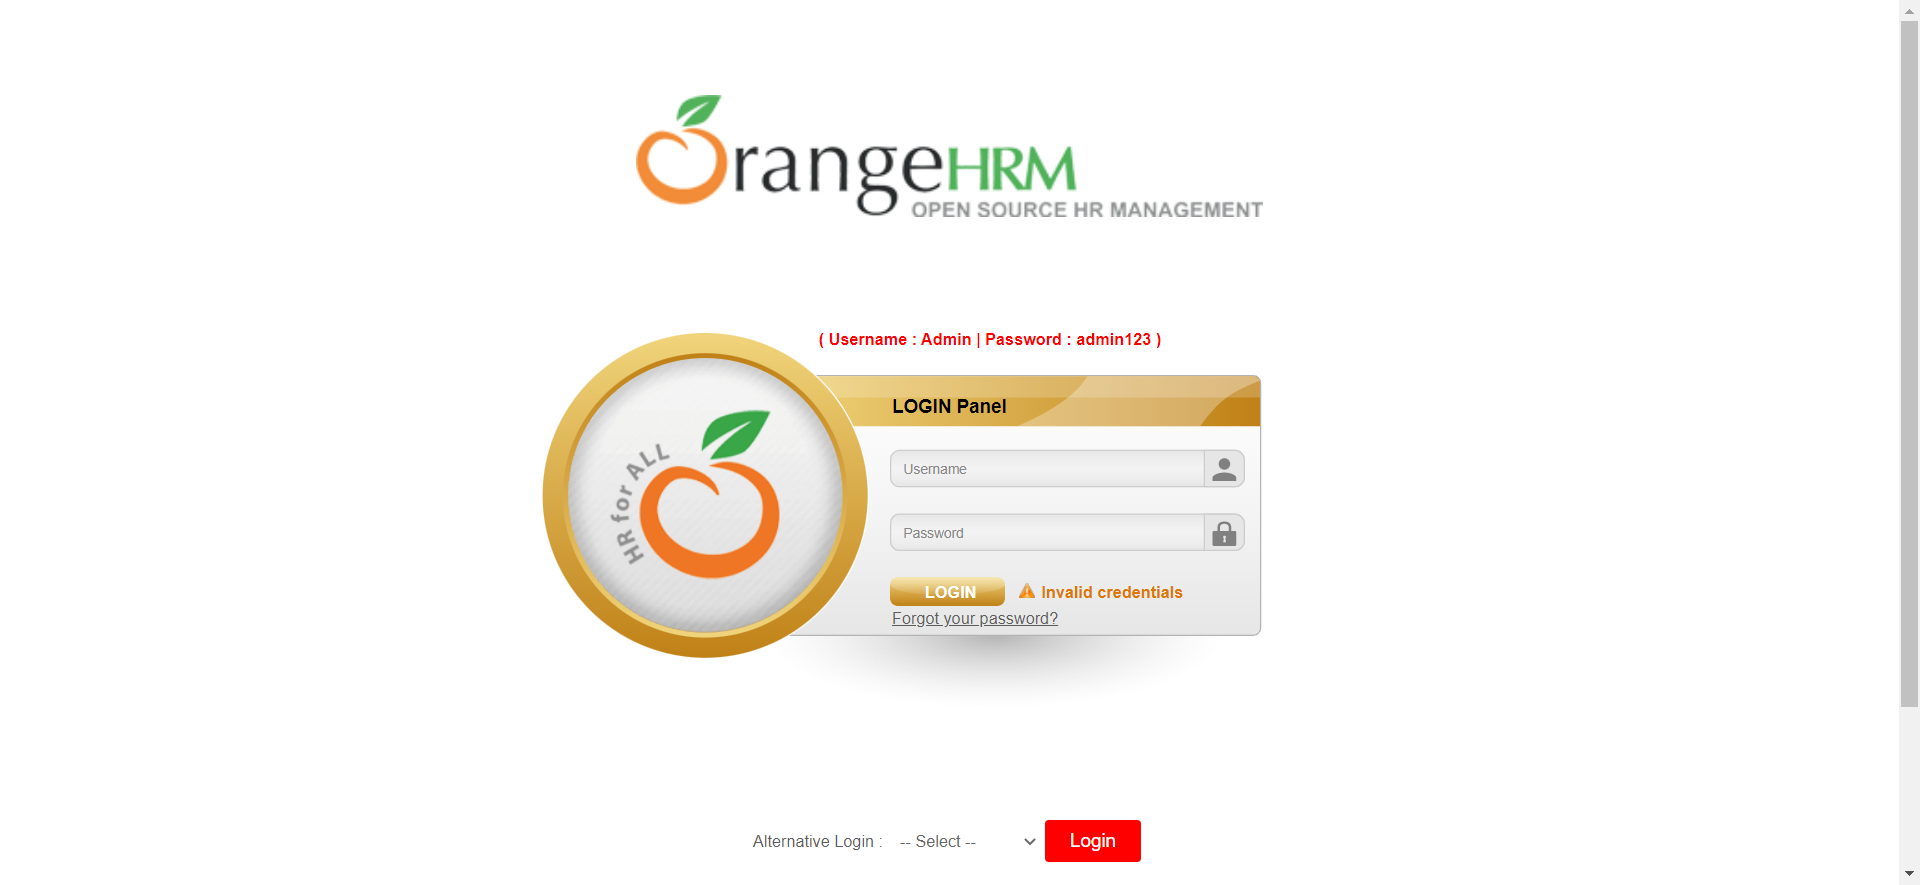 OrangeHRM
OPEN SOURCE HR MANAGEMENT
( Username : Admin | Password : admin123 )
LOGIN Panel
HR for ALL
Username
Password
LOGIN
Invalid credentials
Forgot your password?
Alternative Login :
-- Select --
Login